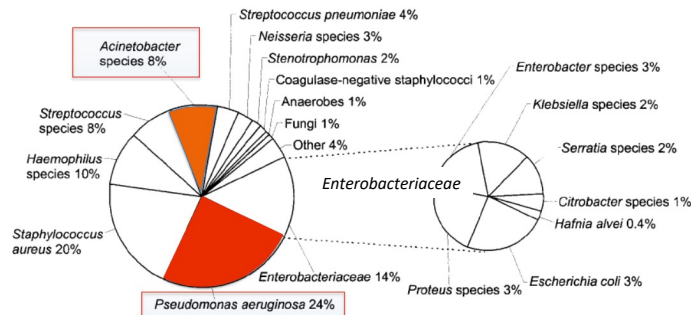 Streptococcus pneumoniae 4%
Neisseria species 3%
Stenotrophomonas 2%
Coagulase-negative staphylococci 1%
Anaerobes 1%
Fungi 1%
Other 4%
Acinetobacter
species 8%
Streptococcus
species 8%
Haemophilus
species 10%
Staphylococcus
aureus 20%
Pseudomonas aeruginosa 24%
Enterobacteriaceae 14%
Enterobacteriaceae
Enterobacter species 3%
Klebsiella species 2%
Serratia species 2%
Citrobacter species 1%
Hafnia alvei 0.4%
Escherichia coli 3%
Proteus species 3%